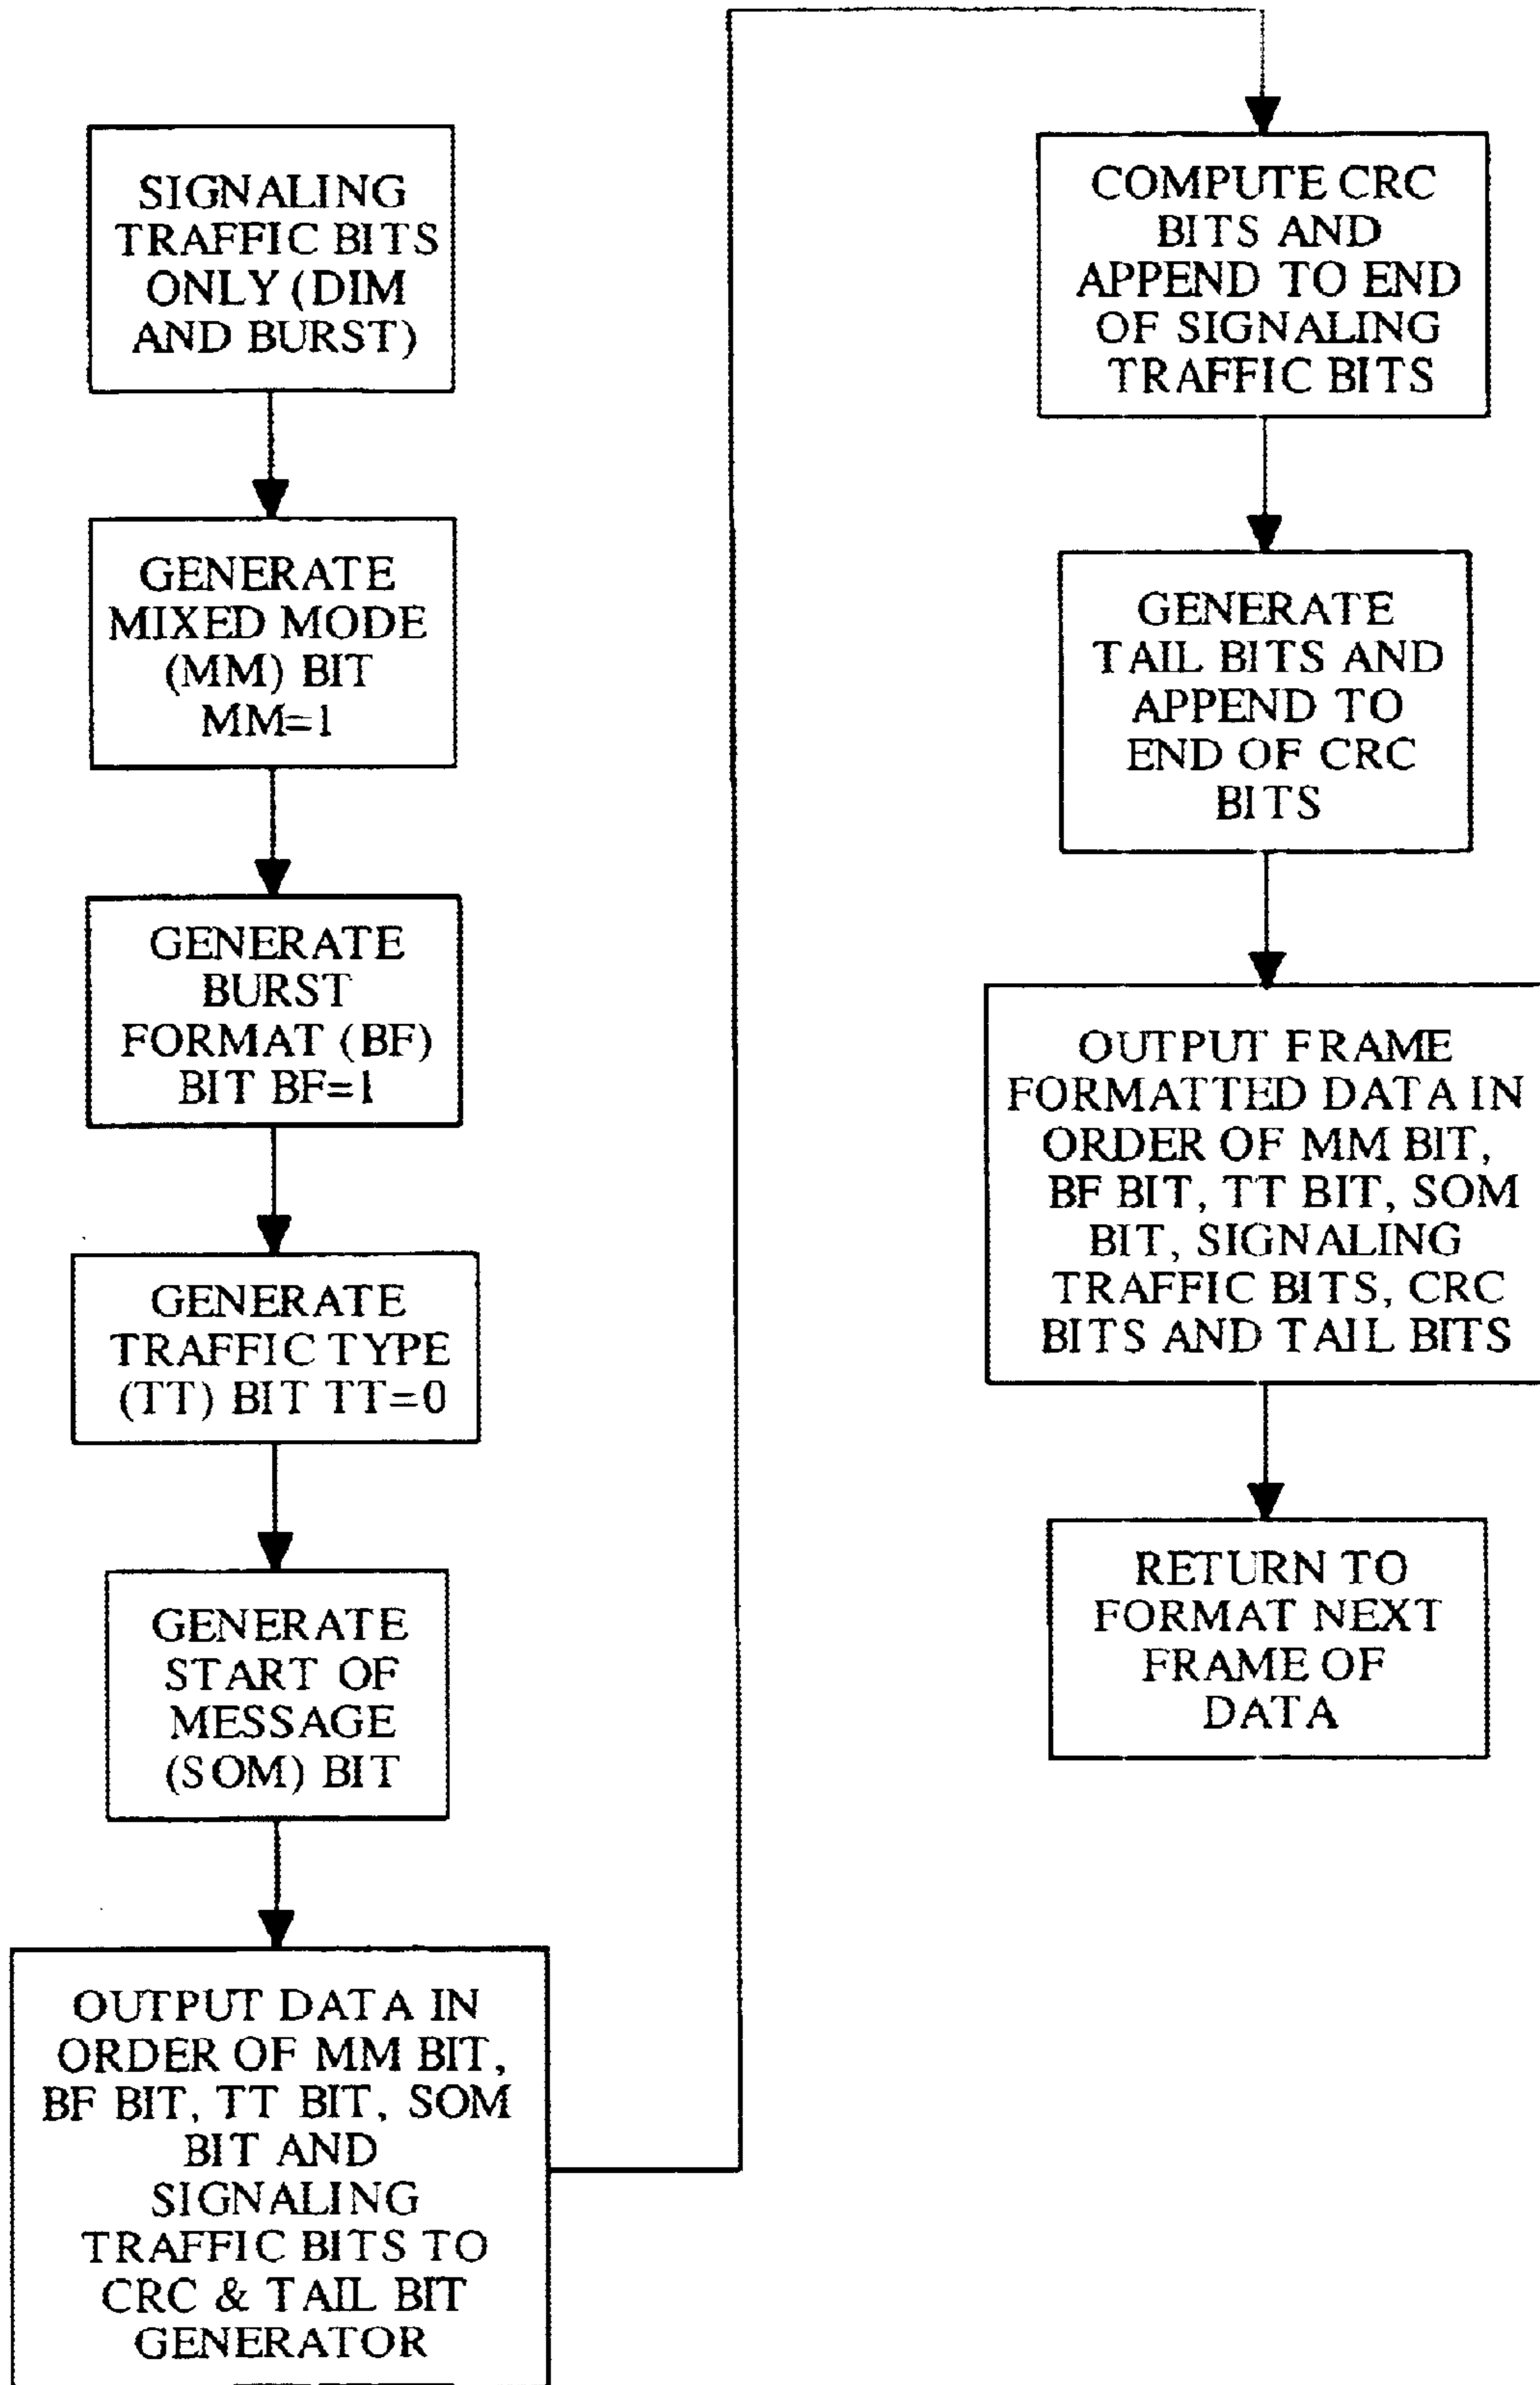 SIGNALING
TRAFFIC BITS
ONLY (DIM
AND BURST)
GENERATE
MIXED MODE
(MM) BIT
MM=1
GENERATE
BURST
FORMAT (BF)
BIT BF=1
GENERATE
TRAFFIC TYPE
(TT) BIT TT=0
GENERATE
START OF
MESSAGE
(SOM) BIT
OUTPUT DATA IN
ORDER OF MM BIT,
BF BIT, TT BIT, SOM
BIT AND
SIGNALING
TRAFFIC BITS TO
CRC & TAIL BIT
GENERATOR
COMPUTE CRC
BITS AND
APPEND TO END
OF SIGNALING
TRAFFIC BITS
GENERATE
TAIL BITS AND
APPEND TO
END OF CRC
BITS
OUTPUT FRAME
FORMATTED DATA IN
ORDER OF MM BIT,
BF BIT, TT BIT, SOM
BIT, SIGNALING
TRAFFIC BITS, CRC
BITS AND TAIL BITS
RETURN TO
FORMAT NEXT
FRAME OF
DATA